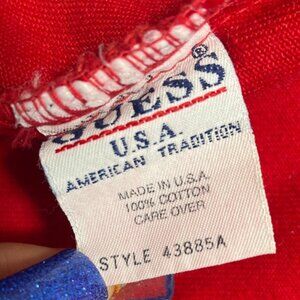 GUESS®
U.S.A.
AMERICAN TRADITION
MADE IN U.S.A.
100% COTTON
CARE OVER
STYLE 43885A